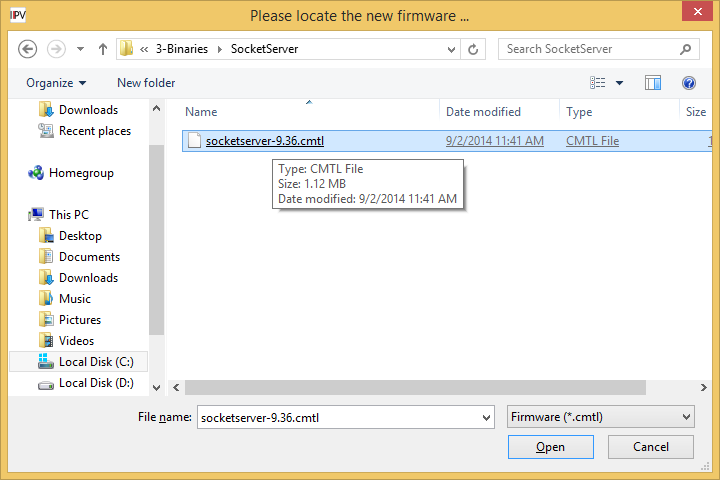 IPV
Please locate the new firmware ...
« 3-Binaries SocketServer
Search SocketServer
Organize
New folder
Name
Date modified
Type
Size
socketserver-9.36.cmtl
9/2/2014 11:41 AM
CMTL File
1
Type: CMTL File
Size: 1.12 MB
Date modified: 9/2/2014 11:41 AM
Downloads
Recent places
Homegroup
This PC
Desktop
Documents
Downloads
Music
Pictures
Videos
Local Disk (C:)
Local Disk (D:)
File name:
socketserver-9.36.cmtl
Firmware (*.cmtl)
Open
Cancel